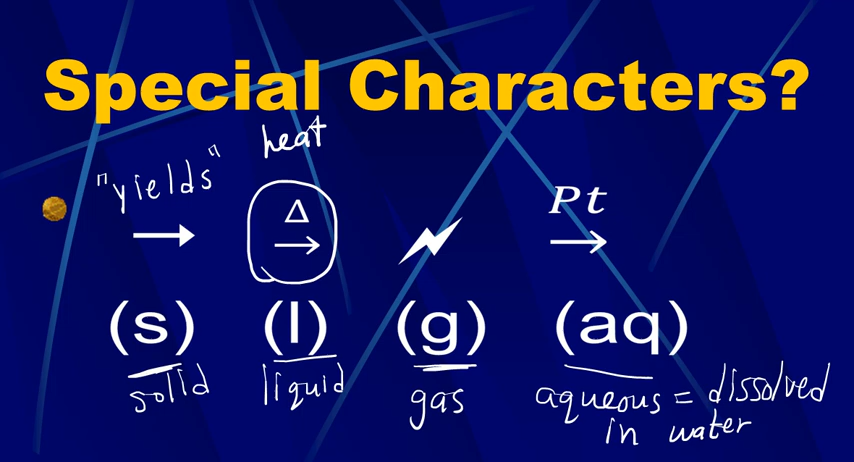 Special Characters?
heat
"yields"
Δ
Pt
→ → →
(s) (l) (g) (aq)
solid liquid gas aqueous = dissolved
in water